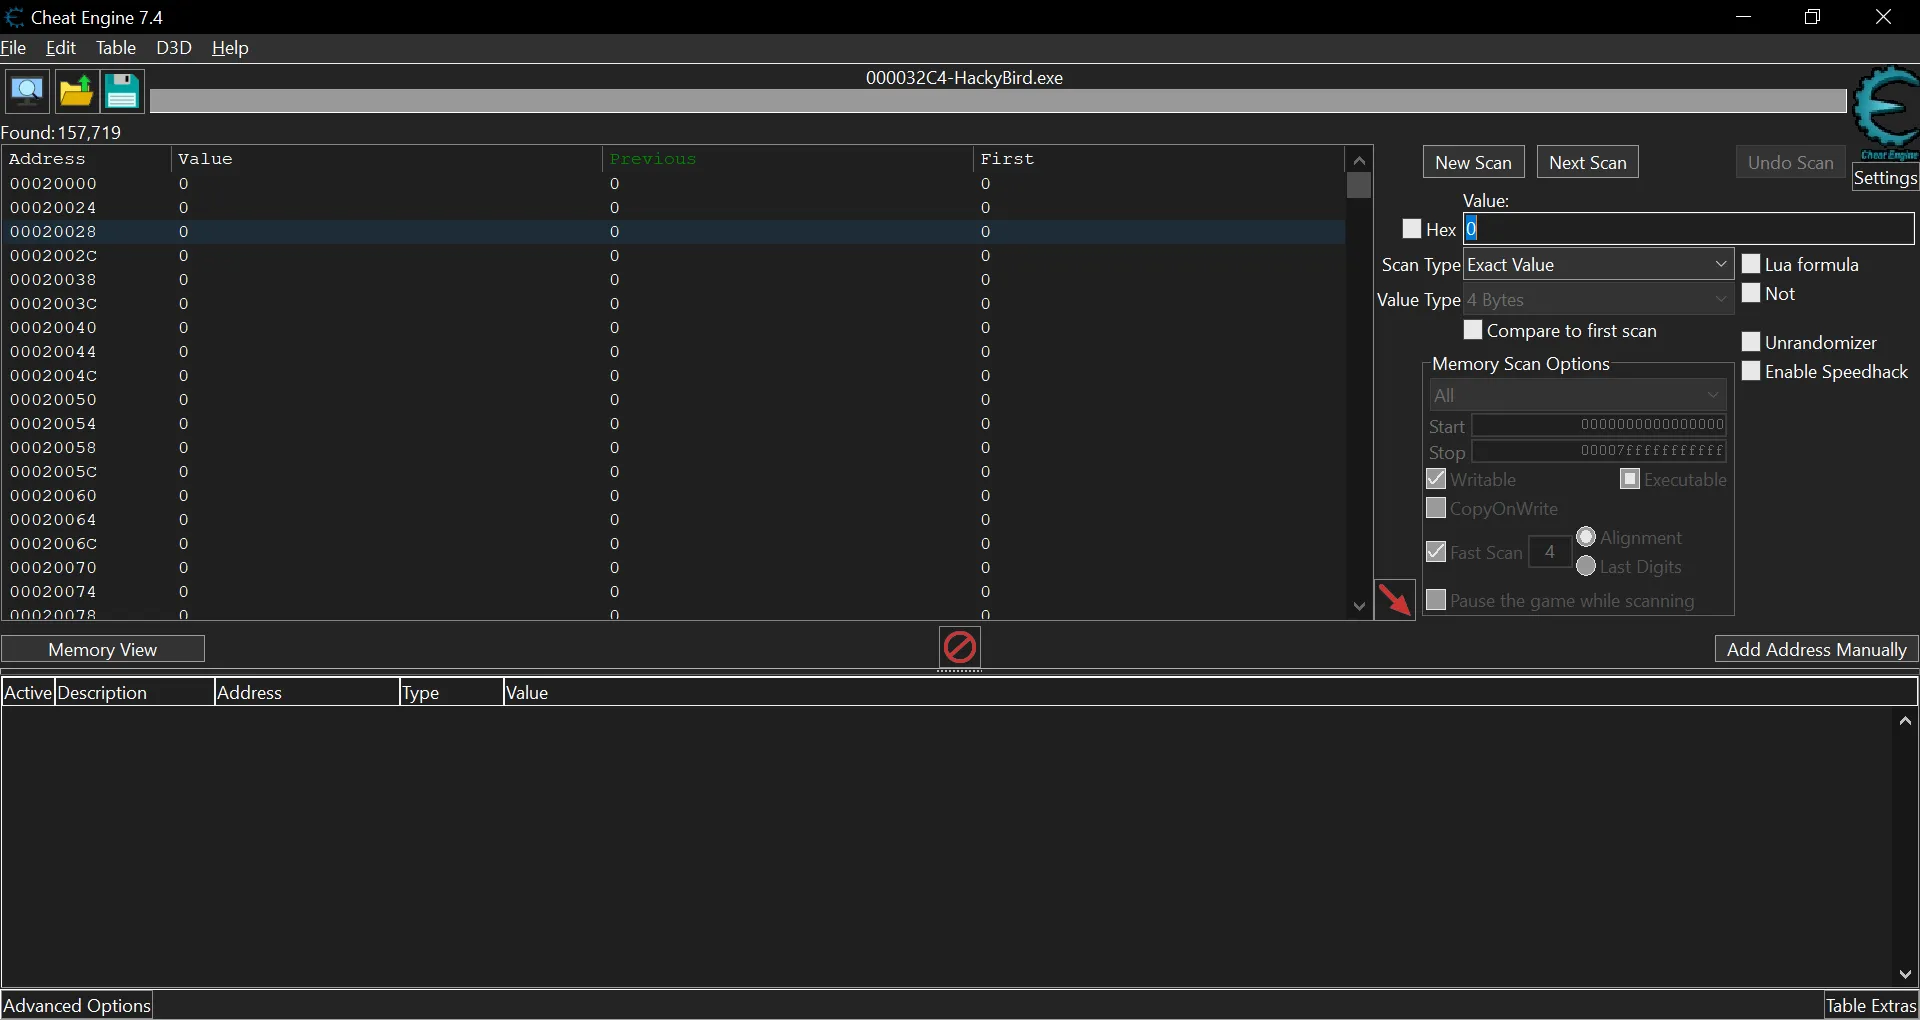 Cheat Engine 7.4
File Edit Table D3D Help
000032C4-HackyBird.exe
Cheat Engine
Found: 157,719
Settings
Address Value Previous First
00020000 0 0 0
00020024 0 0 0
00020028 0 0 0
0002002C 0 0 0
00020038 0 0 0
0002003C 0 0 0
00020040 0 0 0
00020044 0 0 0
0002004C 0 0 0
00020050 0 0 0
00020054 0 0 0
00020058 0 0 0
0002005C 0 0 0
00020060 0 0 0
00020064 0 0 0
0002006C 0 0 0
00020070 0 0 0
00020074 0 0 0
00020078 0 0 0
New Scan Next Scan Undo Scan
Value:
Hex 0
Scan Type Exact Value Lua formula
Value Type 4 Bytes Not
Compare to first scan
Unrandomizer
Enable Speedhack
Memory Scan Options
All
Start 0000000000000000
Stop 00007fffffffffff
Writable Executable
CopyOnWrite
Fast Scan 4 Alignment
Last Digits
Pause the game while scanning
Memory View Add Address Manually
Active Description Address Type Value
Advanced Options Table Extras